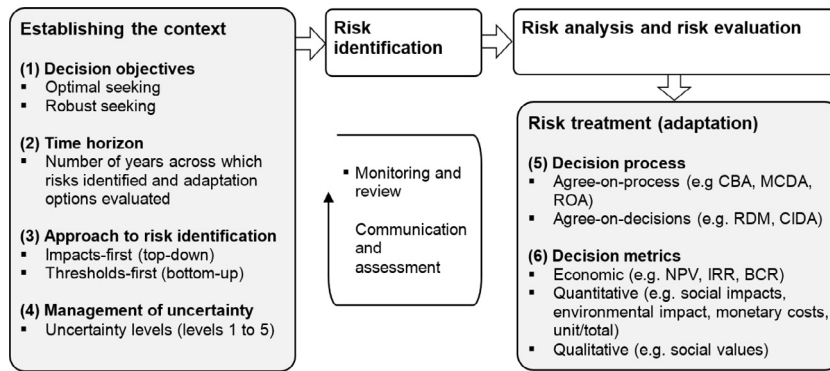 Establishing the context
(1) Decision objectives
▪ Optimal seeking
▪ Robust seeking
(2) Time horizon
▪ Number of years across which
risks identified and adaptation
options evaluated
(3) Approach to risk identification
▪ Impacts-first (top-down)
▪ Thresholds-first (bottom-up)
(4) Management of uncertainty
▪ Uncertainty levels (levels 1 to 5)
Risk
identification
▪ Monitoring and
review
Communication
and
assessment
Risk analysis and risk evaluation
Risk treatment (adaptation)
(5) Decision process
▪ Agree-on-process (e.g CBA, MCDA,
ROA)
▪ Agree-on-decisions (e.g. RDM, CIDA)
(6) Decision metrics
▪ Economic (e.g. NPV, IRR, BCR)
▪ Quantitative (e.g. social impacts,
environmental impact, monetary costs,
unit/total)
▪ Qualitative (e.g. social values)